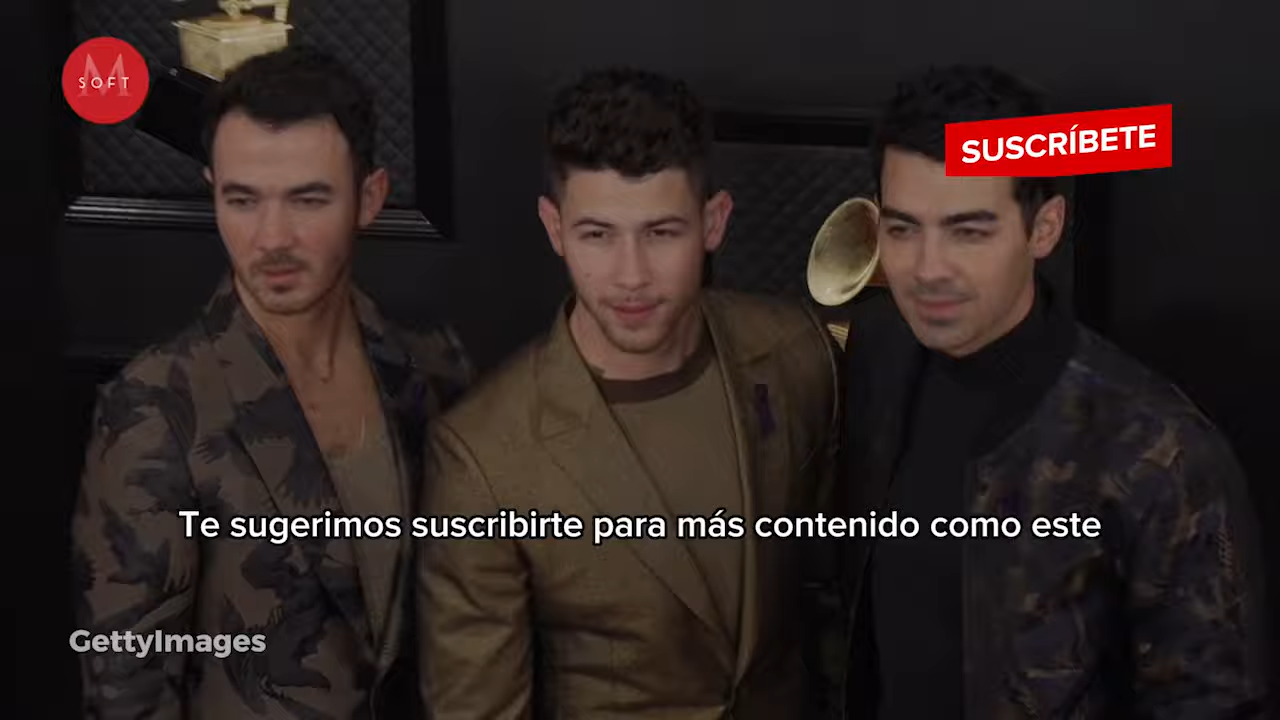 M
SOFT
SUSCRÍBETE
Te sugerimos suscribirte para más contenido como este
GettyImages